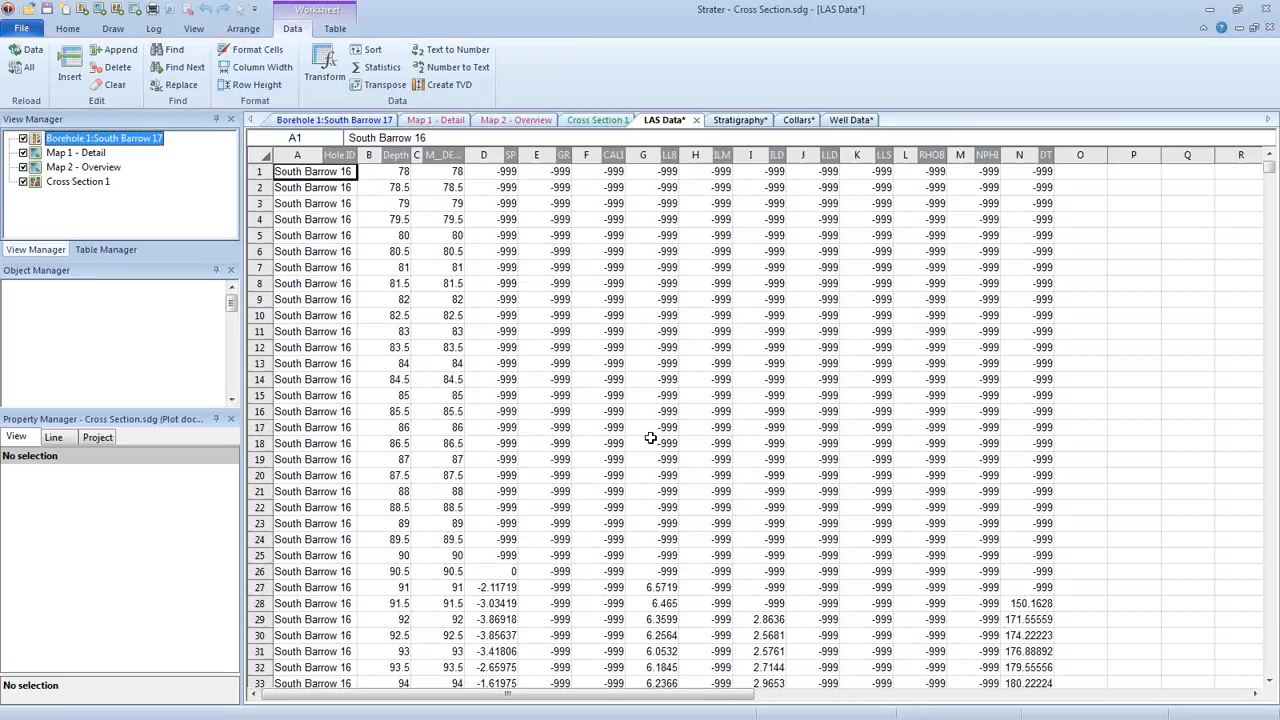 Worksheet
Strater - Cross Section.sdg - [LAS Data*]
File Home Draw Log View Arrange Data Table
Data Append Find Format Cells Sort Text to Number
All Insert Delete Find Next Column Width Transform Statistics Number to Text
Clear Replace Row Height Transpose Create TVD
Reload Edit Find Format Data
View Manager
Borehole 1:South Barrow 17
Map 1 - Detail
Map 2 - Overview
Cross Section 1
View Manager Table Manager
Object Manager
Property Manager - Cross Section.sdg (Plot doc...
View Line Project
No selection
No selection
Borehole 1:South Barrow 17 Map 1 - Detail Map 2 - Overview Cross Section 1 LAS Data* Stratigraphy* Collars* Well Data*
A1 South Barrow 16
A Hole ID B Depth C M__DE... D SP E GR F CALI G LL8 H ILM I ILD J LLD K LLS L RHOB M NPHI N DT O P Q R
1 South Barrow 16 78 78 -999 -999 -999 -999 -999 -999 -999 -999 -999 -999 -999
2 South Barrow 16 78.5 78.5 -999 -999 -999 -999 -999 -999 -999 -999 -999 -999 -999
3 South Barrow 16 79 79 -999 -999 -999 -999 -999 -999 -999 -999 -999 -999 -999
4 South Barrow 16 79.5 79.5 -999 -999 -999 -999 -999 -999 -999 -999 -999 -999 -999
5 South Barrow 16 80 80 -999 -999 -999 -999 -999 -999 -999 -999 -999 -999 -999
6 South Barrow 16 80.5 80.5 -999 -999 -999 -999 -999 -999 -999 -999 -999 -999 -999
7 South Barrow 16 81 81 -999 -999 -999 -999 -999 -999 -999 -999 -999 -999 -999
8 South Barrow 16 81.5 81.5 -999 -999 -999 -999 -999 -999 -999 -999 -999 -999 -999
9 South Barrow 16 82 82 -999 -999 -999 -999 -999 -999 -999 -999 -999 -999 -999
10 South Barrow 16 82.5 82.5 -999 -999 -999 -999 -999 -999 -999 -999 -999 -999 -999
11 South Barrow 16 83 83 -999 -999 -999 -999 -999 -999 -999 -999 -999 -999 -999
12 South Barrow 16 83.5 83.5 -999 -999 -999 -999 -999 -999 -999 -999 -999 -999 -999
13 South Barrow 16 84 84 -999 -999 -999 -999 -999 -999 -999 -999 -999 -999 -999
14 South Barrow 16 84.5 84.5 -999 -999 -999 -999 -999 -999 -999 -999 -999 -999 -999
15 South Barrow 16 85 85 -999 -999 -999 -999 -999 -999 -999 -999 -999 -999 -999
16 South Barrow 16 85.5 85.5 -999 -999 -999 -999 -999 -999 -999 -999 -999 -999 -999
17 South Barrow 16 86 86 -999 -999 -999 -999 -999 -999 -999 -999 -999 -999 -999
18 South Barrow 16 86.5 86.5 -999 -999 -999 -999 -999 -999 -999 -999 -999 -999 -999
19 South Barrow 16 87 87 -999 -999 -999 -999 -999 -999 -999 -999 -999 -999 -999
20 South Barrow 16 87.5 87.5 -999 -999 -999 -999 -999 -999 -999 -999 -999 -999 -999
21 South Barrow 16 88 88 -999 -999 -999 -999 -999 -999 -999 -999 -999 -999 -999
22 South Barrow 16 88.5 88.5 -999 -999 -999 -999 -999 -999 -999 -999 -999 -999 -999
23 South Barrow 16 89 89 -999 -999 -999 -999 -999 -999 -999 -999 -999 -999 -999
24 South Barrow 16 89.5 89.5 -999 -999 -999 -999 -999 -999 -999 -999 -999 -999 -999
25 South Barrow 16 90 90 -999 -999 -999 -999 -999 -999 -999 -999 -999 -999 -999
26 South Barrow 16 90.5 90.5 0 -999 -999 -999 -999 -999 -999 -999 -999 -999 -999
27 South Barrow 16 91 91 -2.11719 -999 -999 6.5719 -999 -999 -999 -999 -999 -999 -999
28 South Barrow 16 91.5 91.5 -3.03419 -999 -999 6.465 -999 -999 -999 -999 -999 -999 150.1628
29 South Barrow 16 92 92 -3.86918 -999 -999 6.3599 -999 2.8636 -999 -999 -999 -999 171.55559
30 South Barrow 16 92.5 92.5 -3.85637 -999 -999 6.2564 -999 2.5681 -999 -999 -999 -999 174.22223
31 South Barrow 16 93 93 -3.41806 -999 -999 6.0532 -999 2.5761 -999 -999 -999 -999 176.88892
32 South Barrow 16 93.5 93.5 -2.65975 -999 -999 6.1845 -999 2.7144 -999 -999 -999 -999 179.55556
33 South Barrow 16 94 94 -1.61975 -999 -999 6.2366 -999 2.9653 -999 -999 -999 -999 180.22224